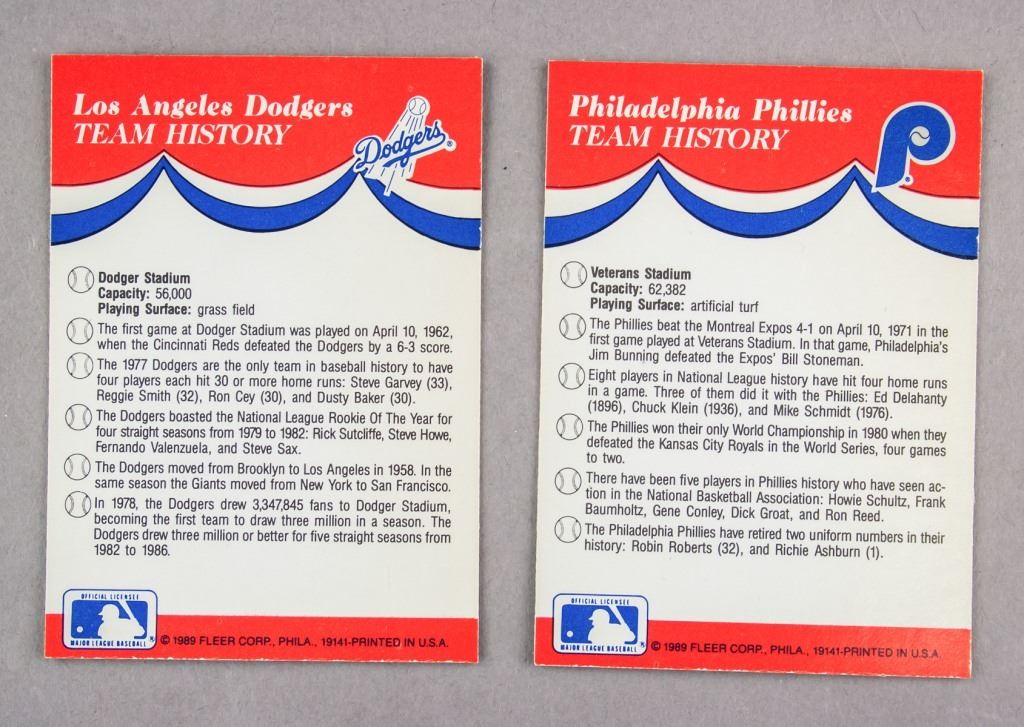 Los Angeles Dodgers
TEAM HISTORY
Dodgers
®
Dodger Stadium
Capacity: 56,000
Playing Surface: grass field
The first game at Dodger Stadium was played on April 10, 1962,
when the Cincinnati Reds defeated the Dodgers by a 6-3 score.
The 1977 Dodgers are the only team in baseball history to have
four players each hit 30 or more home runs: Steve Garvey (33),
Reggie Smith (32), Ron Cey (30), and Dusty Baker (30).
The Dodgers boasted the National League Rookie Of The Year for
four straight seasons from 1979 to 1982: Rick Sutcliffe, Steve Howe,
Fernando Valenzuela, and Steve Sax.
The Dodgers moved from Brooklyn to Los Angeles in 1958. In the
same season the Giants moved from New York to San Francisco.
In 1978, the Dodgers drew 3,347,845 fans to Dodger Stadium,
becoming the first team to draw three million in a season. The
Dodgers drew three million or better for five straight seasons from
1982 to 1986.
OFFICIAL LICENSEE
MAJOR LEAGUE BASEBALL ®
© 1989 FLEER CORP., PHILA., 19141-PRINTED IN U.S.A.
Philadelphia Phillies
TEAM HISTORY
P
®
Veterans Stadium
Capacity: 62,382
Playing Surface: artificial turf
The Phillies beat the Montreal Expos 4-1 on April 10, 1971 in the
first game played at Veterans Stadium. In that game, Philadelphia's
Jim Bunning defeated the Expos' Bill Stoneman.
Eight players in National League history have hit four home runs
in a game. Three of them did it with the Phillies: Ed Delahanty
(1896), Chuck Klein (1936), and Mike Schmidt (1976).
The Phillies won their only World Championship in 1980 when they
defeated the Kansas City Royals in the World Series, four games
to two.
There have been five players in Phillies history who have seen ac-
tion in the National Basketball Association: Howie Schultz, Frank
Baumholtz, Gene Conley, Dick Groat, and Ron Reed.
The Philadelphia Phillies have retired two uniform numbers in their
history: Robin Roberts (32), and Richie Ashburn (1).
OFFICIAL LICENSEE
MAJOR LEAGUE BASEBALL ®
© 1989 FLEER CORP., PHILA., 19141-PRINTED IN U.S.A.